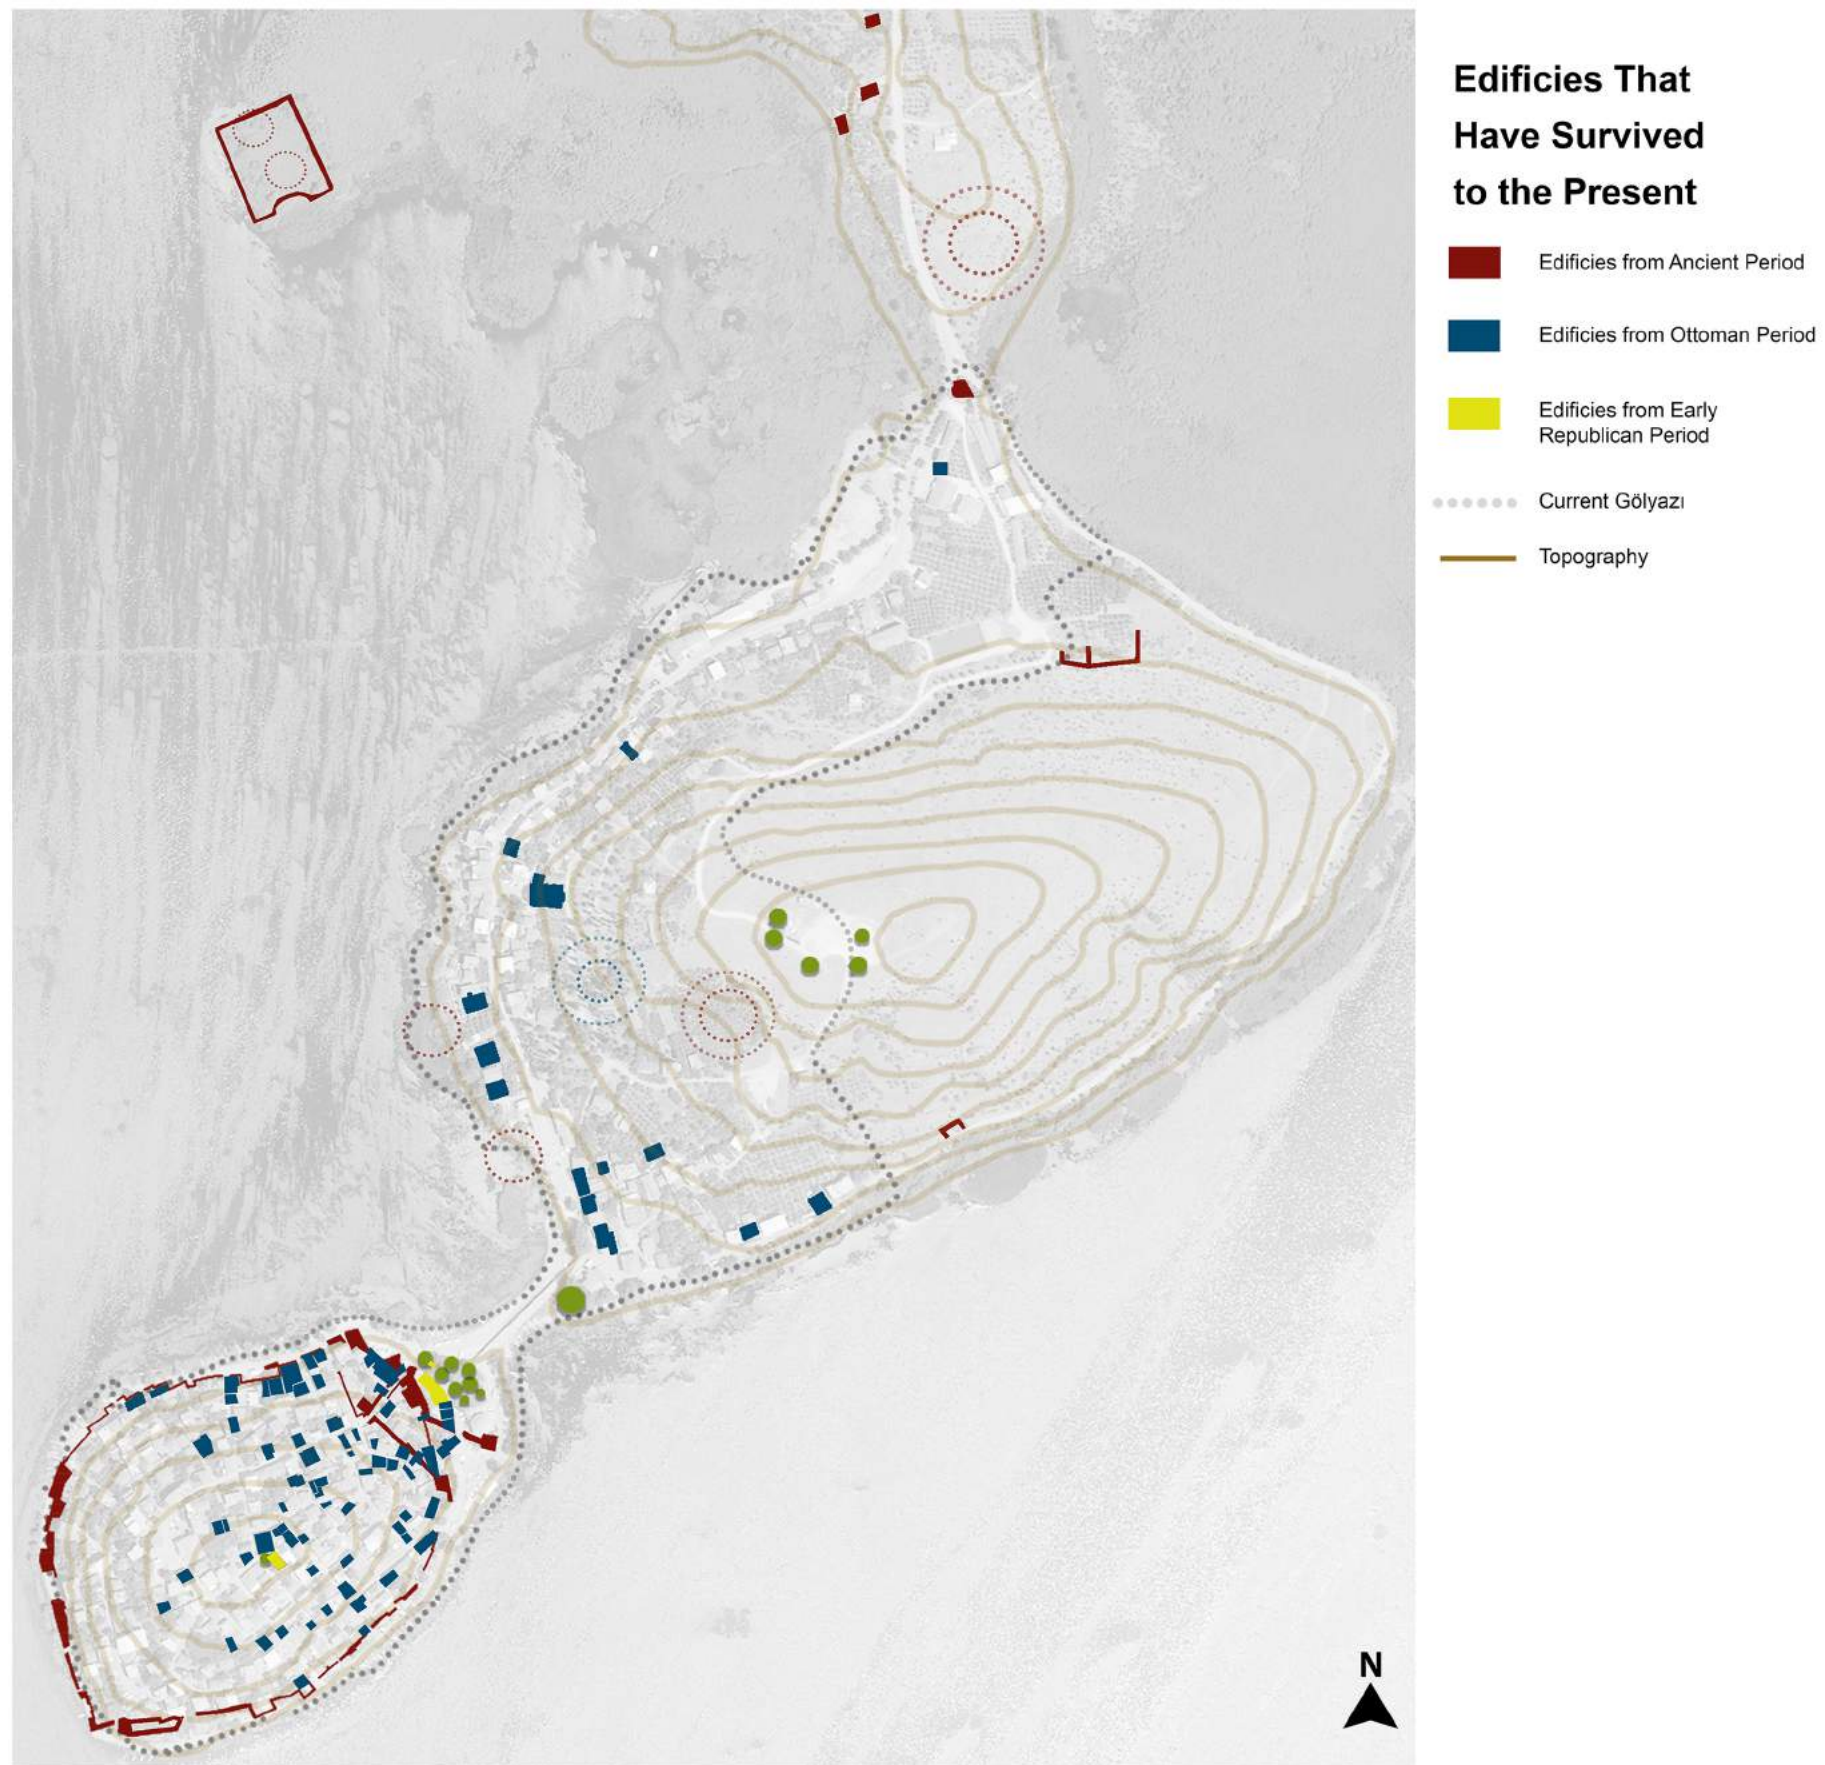 Edificies That
Have Survived
to the Present
Edificies from Ancient Period
Edificies from Ottoman Period
Edificies from Early
Republican Period
Current Gölyazı
Topography
N